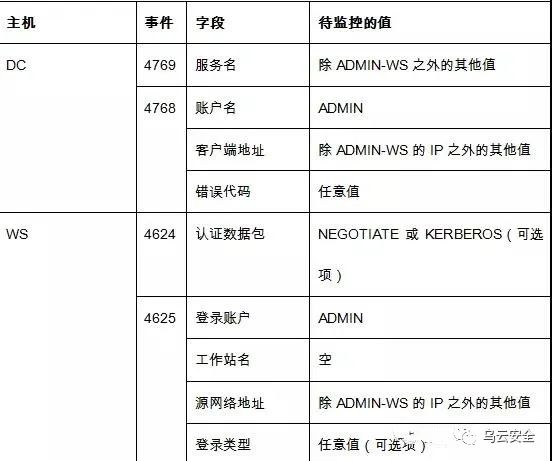 主机 事件 字段 待监控的值
DC 4769 服务名 除 ADMIN-WS 之外的其他值
4768 账户名 ADMIN
客户端地址 除 ADMIN-WS 的 IP 之外的其他值
错误代码 任意值
WS 4624 认证数据包 NEGOTIATE 或 KERBEROS（可选
项）
4625 登录账户 ADMIN
工作站名 空
源网络地址 除 ADMIN-WS 的 IP 之外的其他值
登录类型 任意值（可选项）
乌云安全